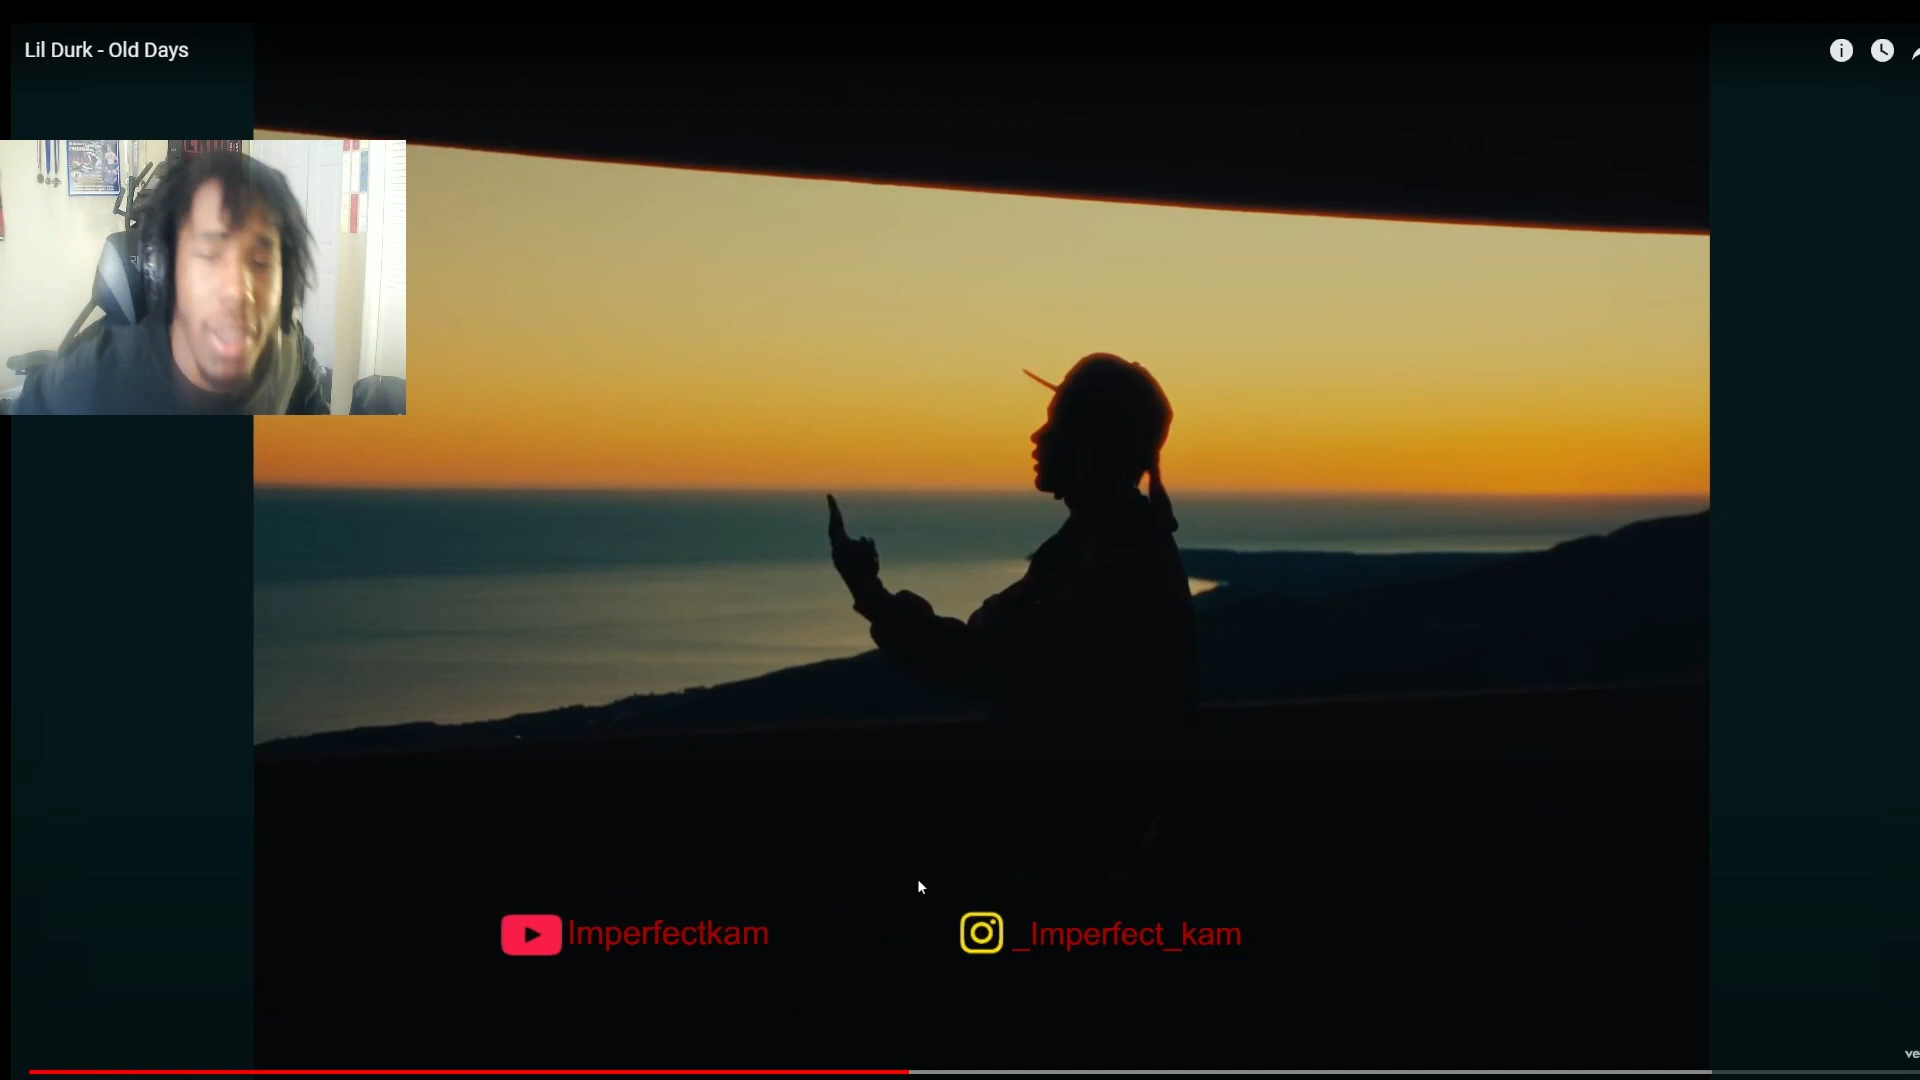 Lil Durk - Old Days
Imperfectkam
_Imperfect_kam